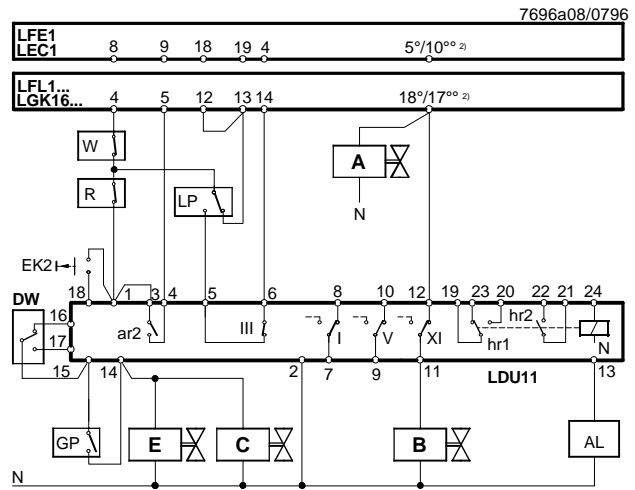 7696a08/0796
LFE1
LEC1
8 9 18 19 4 5°/10°° 2)
LFL1...
LGK16...
4 5 12 13 14 18°/17°° 2)
W
A
R
LP
N
EK2
DW
18 1 3 4 5 6 8 10 12 19 23 20 22 21 24
16
17
ar2 III I V XI hr1 hr2 N
15 14 2 7 9 11 LDU11 13
GP E C B AL
N